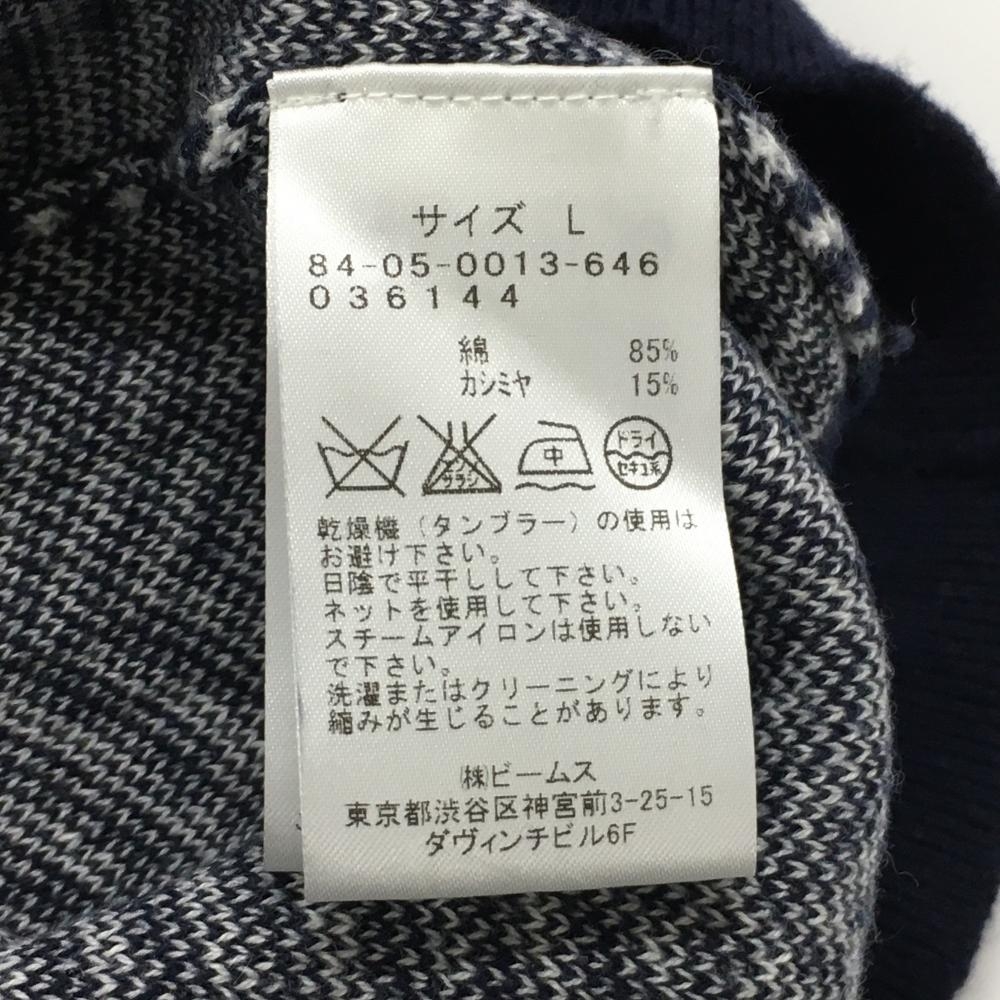 サイズ L
84-05-0013-646
036144
綿 85%
カシミヤ 15%
エンソ サラシ 中 ドライ セキユ系
乾燥機（タンブラー）の使用は
お避け下さい。
日陰で平干しして下さい。
ネットを使用して下さい。
スチームアイロンは使用しない
で下さい。
洗濯またはクリーニングにより
縮みが生じることがあります。
㈱ビームス
東京都渋谷区神宮前3-25-15
ダヴィンチビル6F